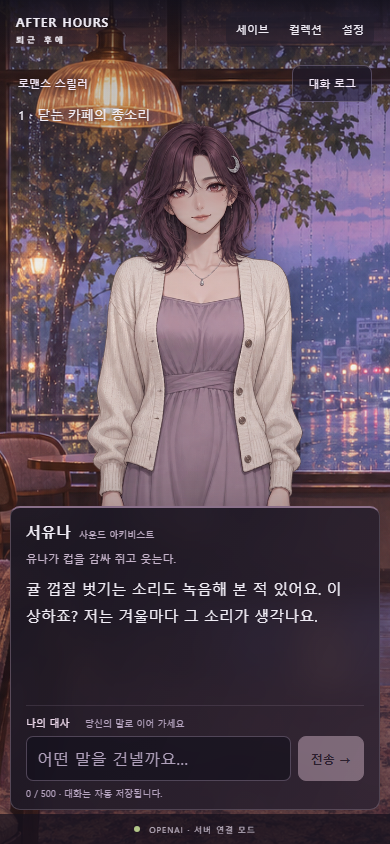 AFTER HOURS
퇴근 후에
세이브 컬렉션 설정
로맨스 스릴러
대화 로그
1 · 닫는 카페의 종소리
서유나 사운드 아키비스트
유나가 컵을 감싸 쥐고 웃는다.
귤 껍질 벗기는 소리도 녹음해 본 적 있어요. 이
상하죠? 저는 겨울마다 그 소리가 생각나요.
나의 대사 당신의 말로 이어 가세요
어떤 말을 건넬까요...
전송 →
0 / 500 · 대화는 자동 저장됩니다.
OPENAI · 서버 연결 모드